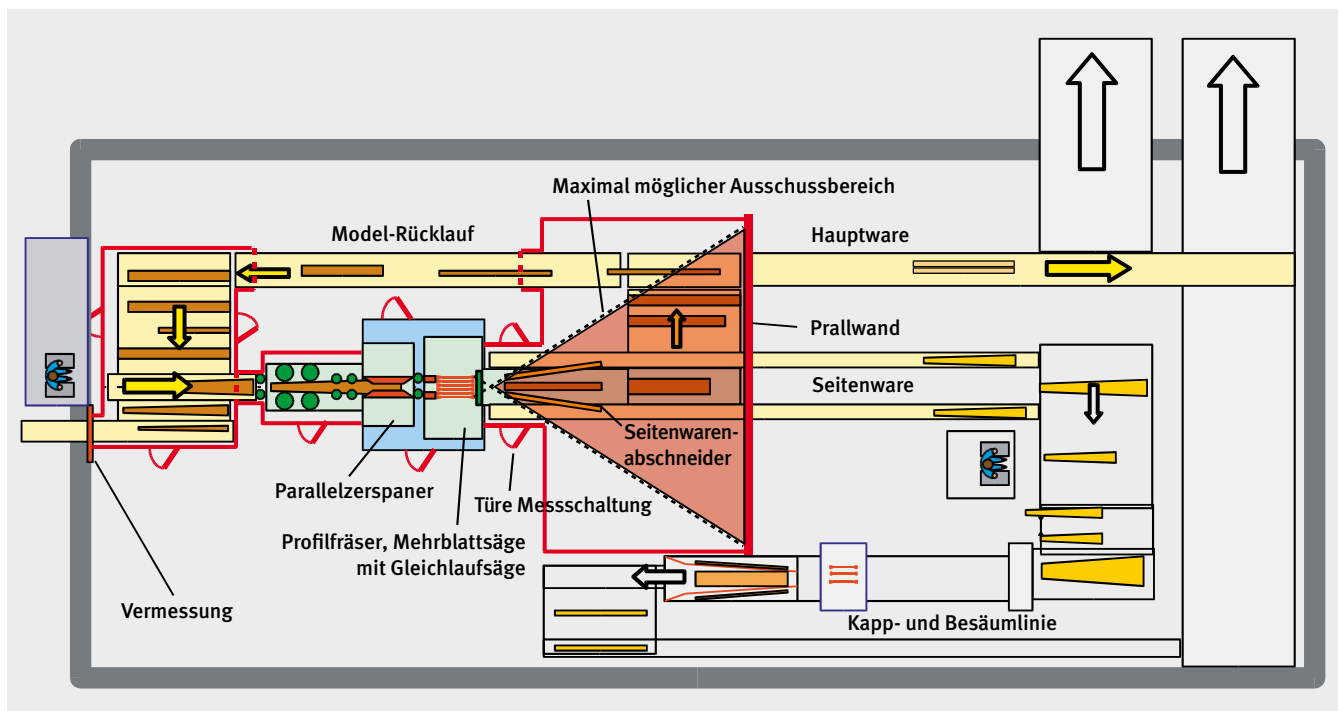 Maximal möglicher Ausschussbereich
Model-Rücklauf
Hauptware
Prallwand
Seitenware
Seitenwaren-
abschneider
Parallelzerspaner
Türe Messschaltung
Profilfräser, Mehrblattsäge
mit Gleichlaufsäge
Vermessung
Kapp- und Besäumlinie